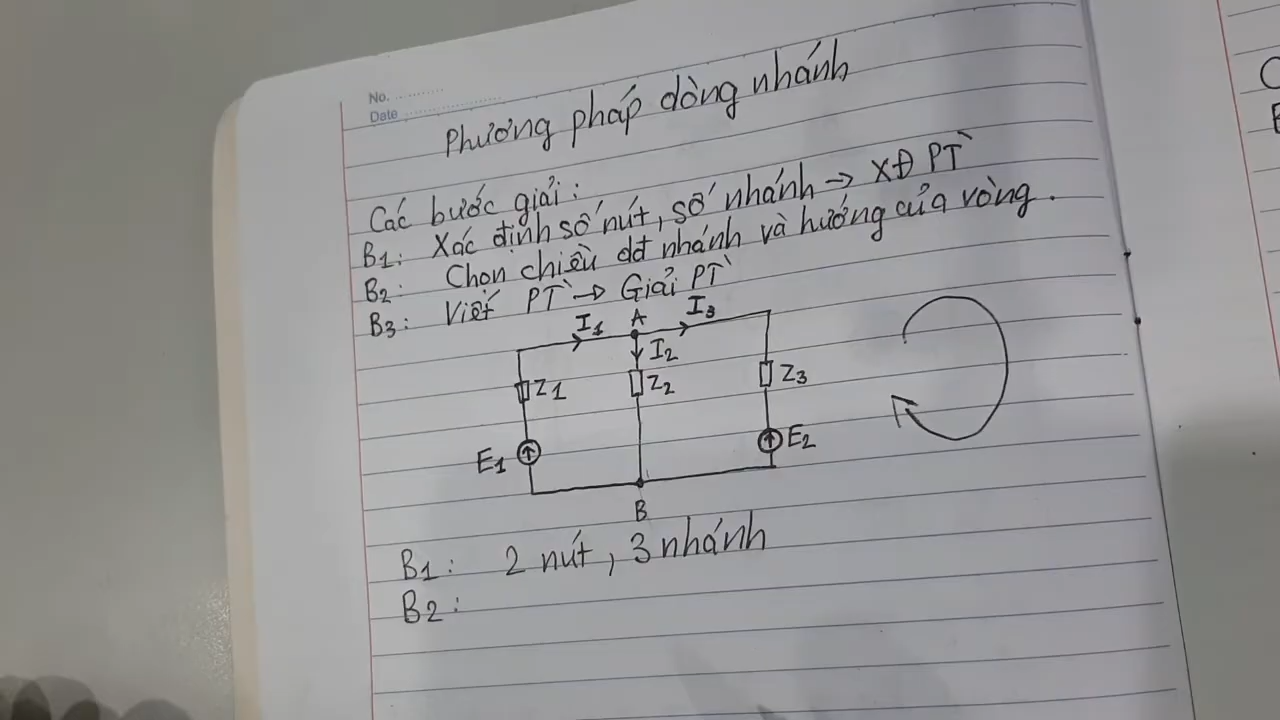 No. ..........
Date ....................
Phương pháp dòng nhánh
Các bước giải:
B1: Xác định số nút, số nhánh → XĐ PT
B2: Chọn chiều dđ nhánh và hướng của vòng.
B3: Viết PT → Giải PT
I1 A I3
I2
Z1 Z2 Z3
E1 E2
B
B1: 2 nút, 3 nhánh
B2: